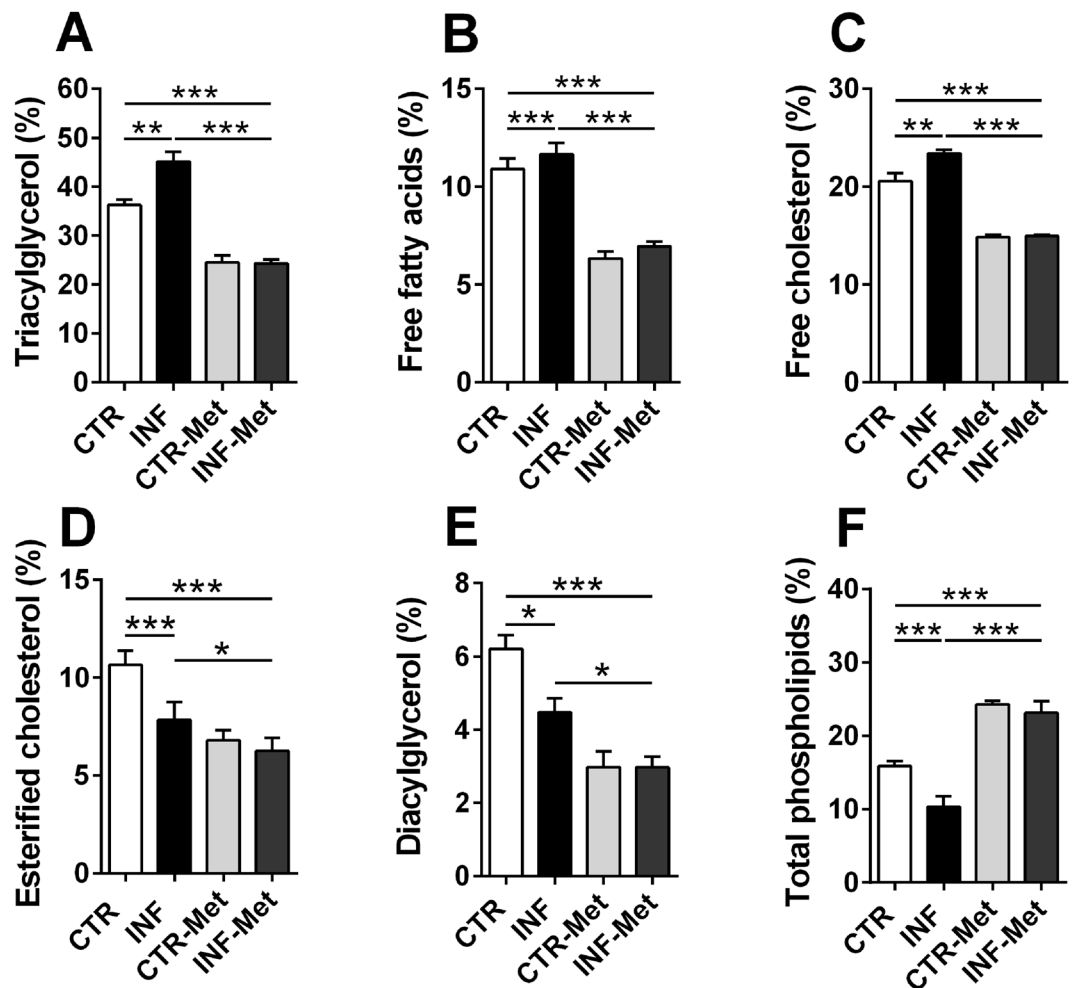 A
Triacylglycerol (%)
60
50
40
30
20
10
0
***
** ***
CTR
INF
CTR-Met
INF-Met
B
Free fatty acids (%)
15
10
5
0
***
*** ***
CTR
INF
CTR-Met
INF-Met
C
Free cholesterol (%)
30
20
10
0
***
** ***
CTR
INF
CTR-Met
INF-Met
D
Esterified cholesterol (%)
15
10
5
0
***
***
*
CTR
INF
CTR-Met
INF-Met
E
Diacylglycerol (%)
8
6
4
2
0
***
*
*
CTR
INF
CTR-Met
INF-Met
F
Total phospholipids (%)
40
30
20
10
0
***
*** ***
CTR
INF
CTR-Met
INF-Met